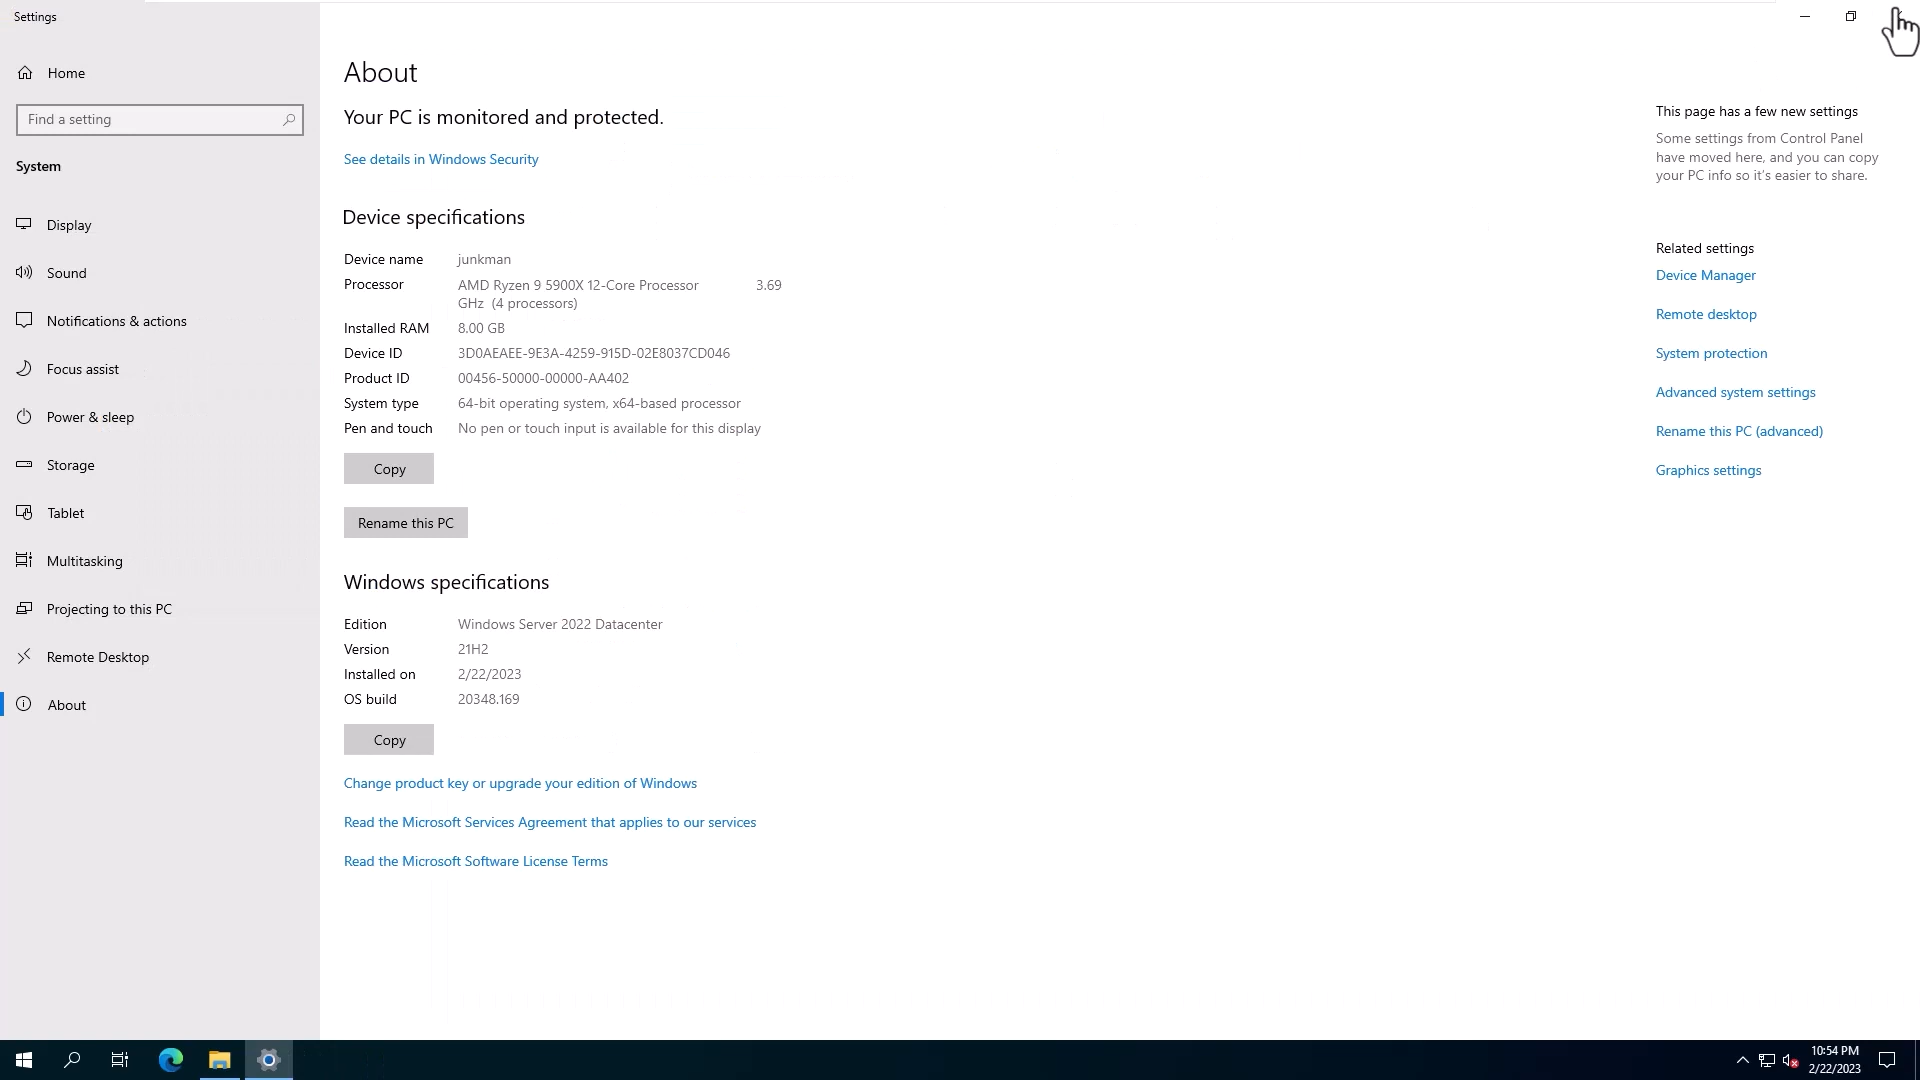 Settings
Home
Find a setting
System
Display
Sound
Notifications & actions
Focus assist
Power & sleep
Storage
Tablet
Multitasking
Projecting to this PC
Remote Desktop
About
About
Your PC is monitored and protected.
See details in Windows Security
Device specifications
Device name junkman
Processor AMD Ryzen 9 5900X 12-Core Processor 3.69
GHz (4 processors)
Installed RAM 8.00 GB
Device ID 3D0AEAEE-9E3A-4259-915D-02E8037CD046
Product ID 00456-50000-00000-AA402
System type 64-bit operating system, x64-based processor
Pen and touch No pen or touch input is available for this display
Copy
Rename this PC
Windows specifications
Edition Windows Server 2022 Datacenter
Version 21H2
Installed on 2/22/2023
OS build 20348.169
Copy
Change product key or upgrade your edition of Windows
Read the Microsoft Services Agreement that applies to our services
Read the Microsoft Software License Terms
This page has a few new settings
Some settings from Control Panel
have moved here, and you can copy
your PC info so it's easier to share.
Related settings
Device Manager
Remote desktop
System protection
Advanced system settings
Rename this PC (advanced)
Graphics settings
10:54 PM
2/22/2023